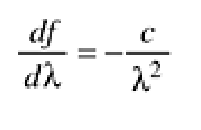 df/dλ = −c/λ²